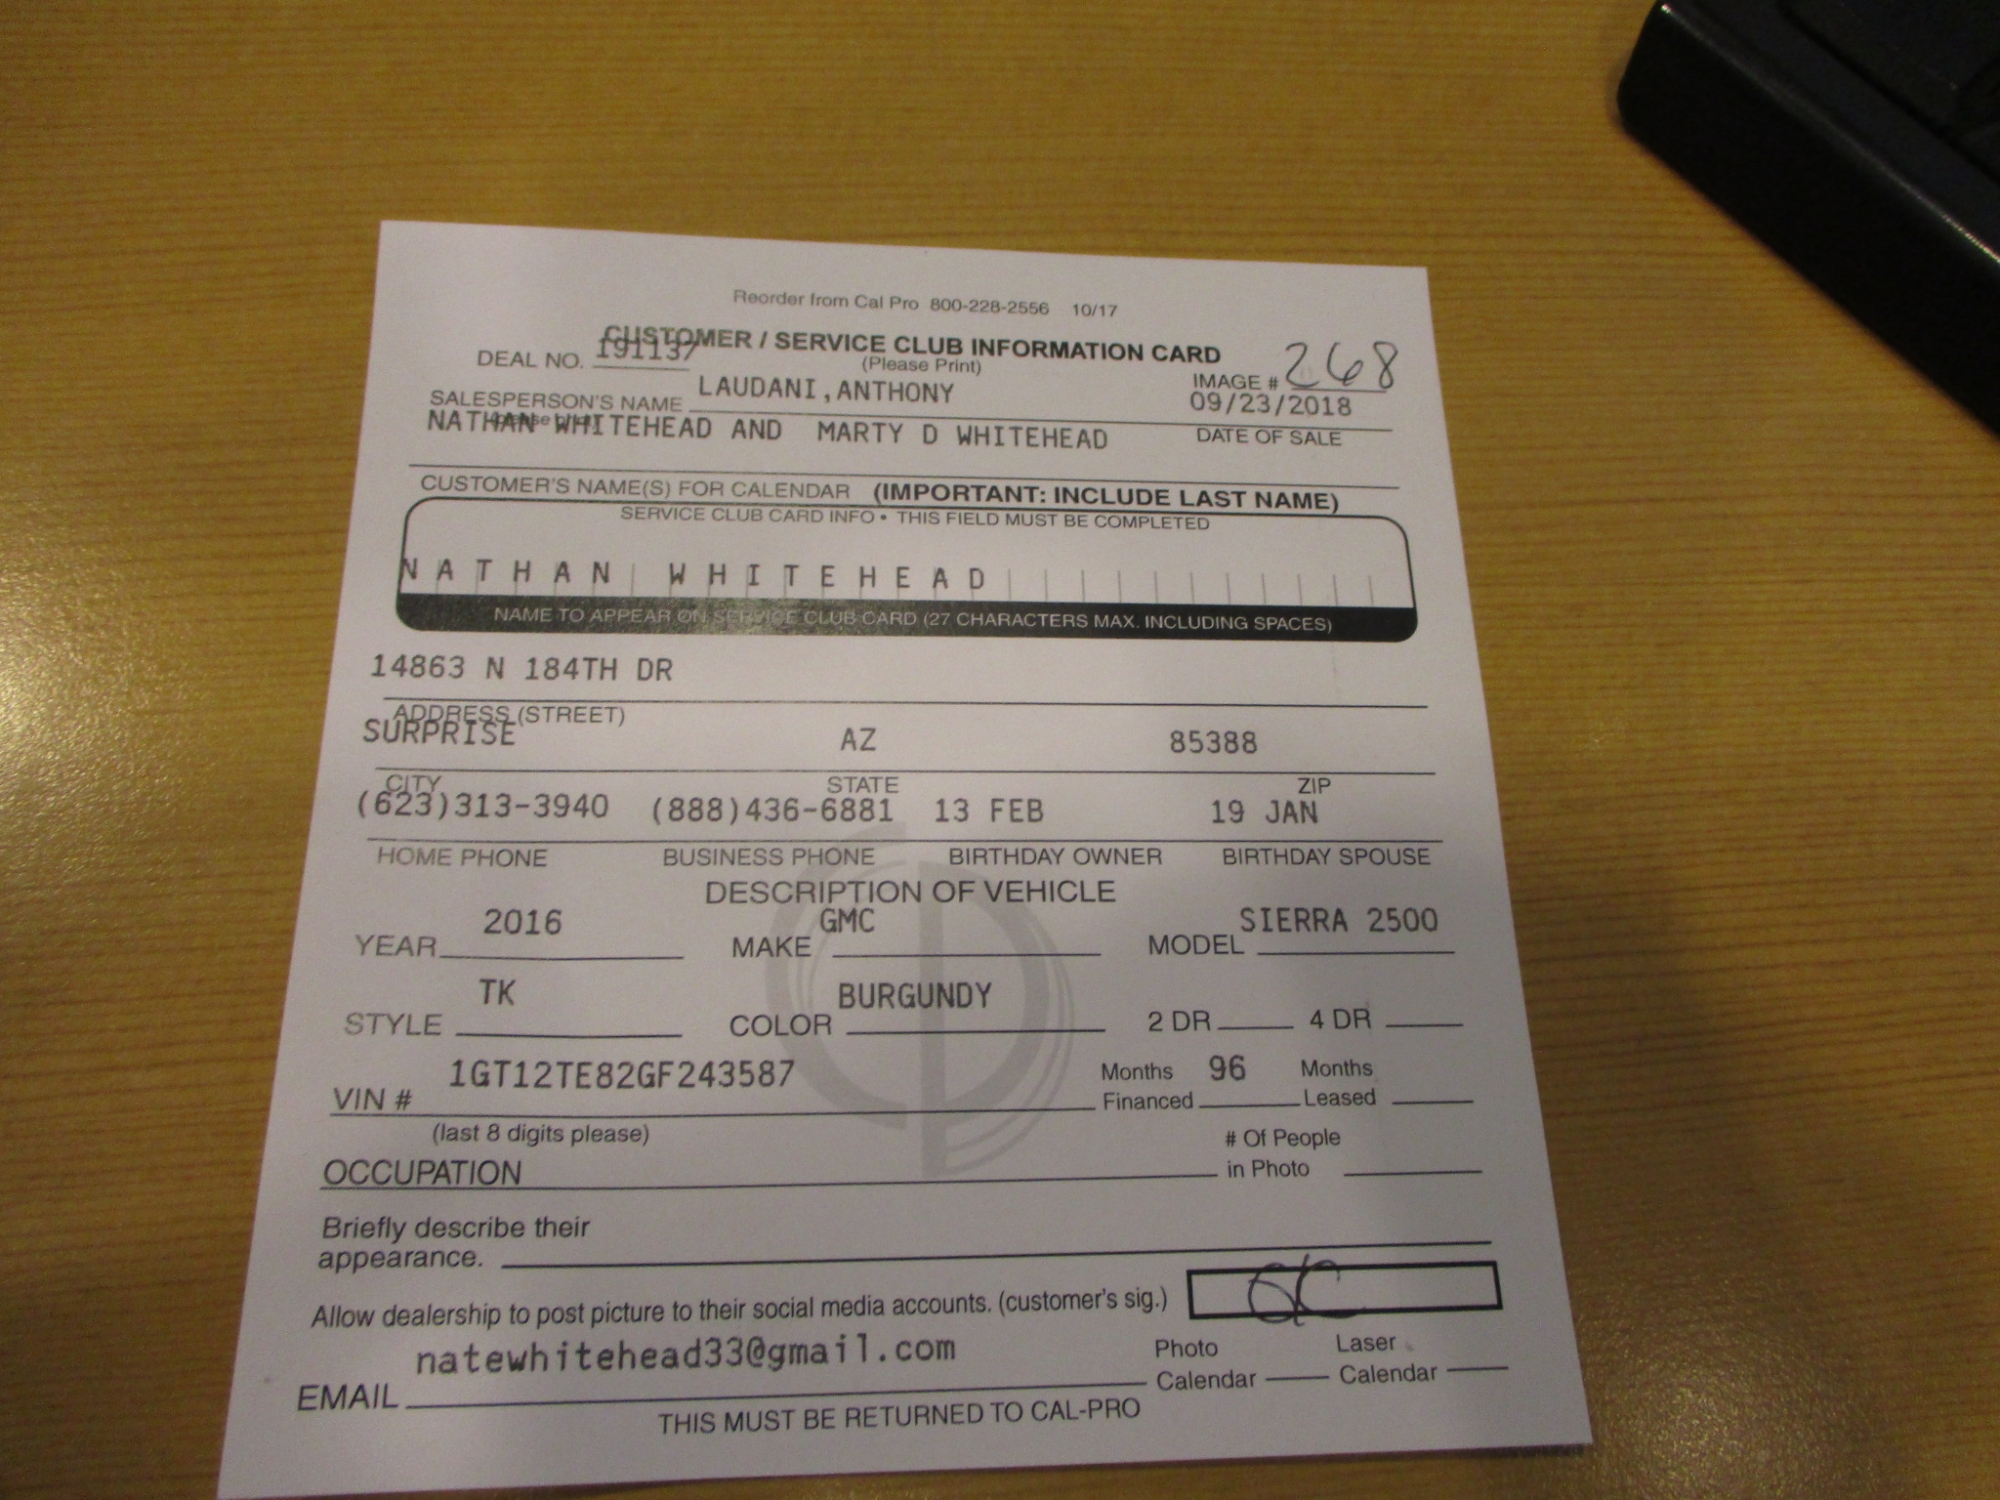 Reorder from Cal Pro 800-228-2556 10/17
CUSTOMER / SERVICE CLUB INFORMATION CARD
(Please Print)
DEAL NO. 191137
IMAGE # 268
SALESPERSON'S NAME LAUDANI,ANTHONY 09/23/2018
(please print)
DATE OF SALE
NATHAN WHITEHEAD AND MARTY D WHITEHEAD
CUSTOMER'S NAME(S) FOR CALENDAR (IMPORTANT: INCLUDE LAST NAME)
SERVICE CLUB CARD INFO • THIS FIELD MUST BE COMPLETED
NATHAN WHITEHEAD
NAME TO APPEAR ON SERVICE CLUB CARD (27 CHARACTERS MAX. INCLUDING SPACES)
14863 N 184TH DR
ADDRESS (STREET)
SURPRISE AZ 85388
CITY STATE ZIP
(623)313-3940 (888)436-6881 13 FEB 19 JAN
HOME PHONE BUSINESS PHONE BIRTHDAY OWNER BIRTHDAY SPOUSE
DESCRIPTION OF VEHICLE
YEAR 2016 MAKE GMC MODEL SIERRA 2500
STYLE TK COLOR BURGUNDY 2 DR 4 DR
VIN # 1GT12TE82GF243587 Months Financed 96 Months Leased
(last 8 digits please)
OCCUPATION # Of People in Photo
Briefly describe their
appearance.
Allow dealership to post picture to their social media accounts. (customer's sig.)
EMAIL natewhitehead33@gmail.com Photo Calendar Laser Calendar
THIS MUST BE RETURNED TO CAL-PRO